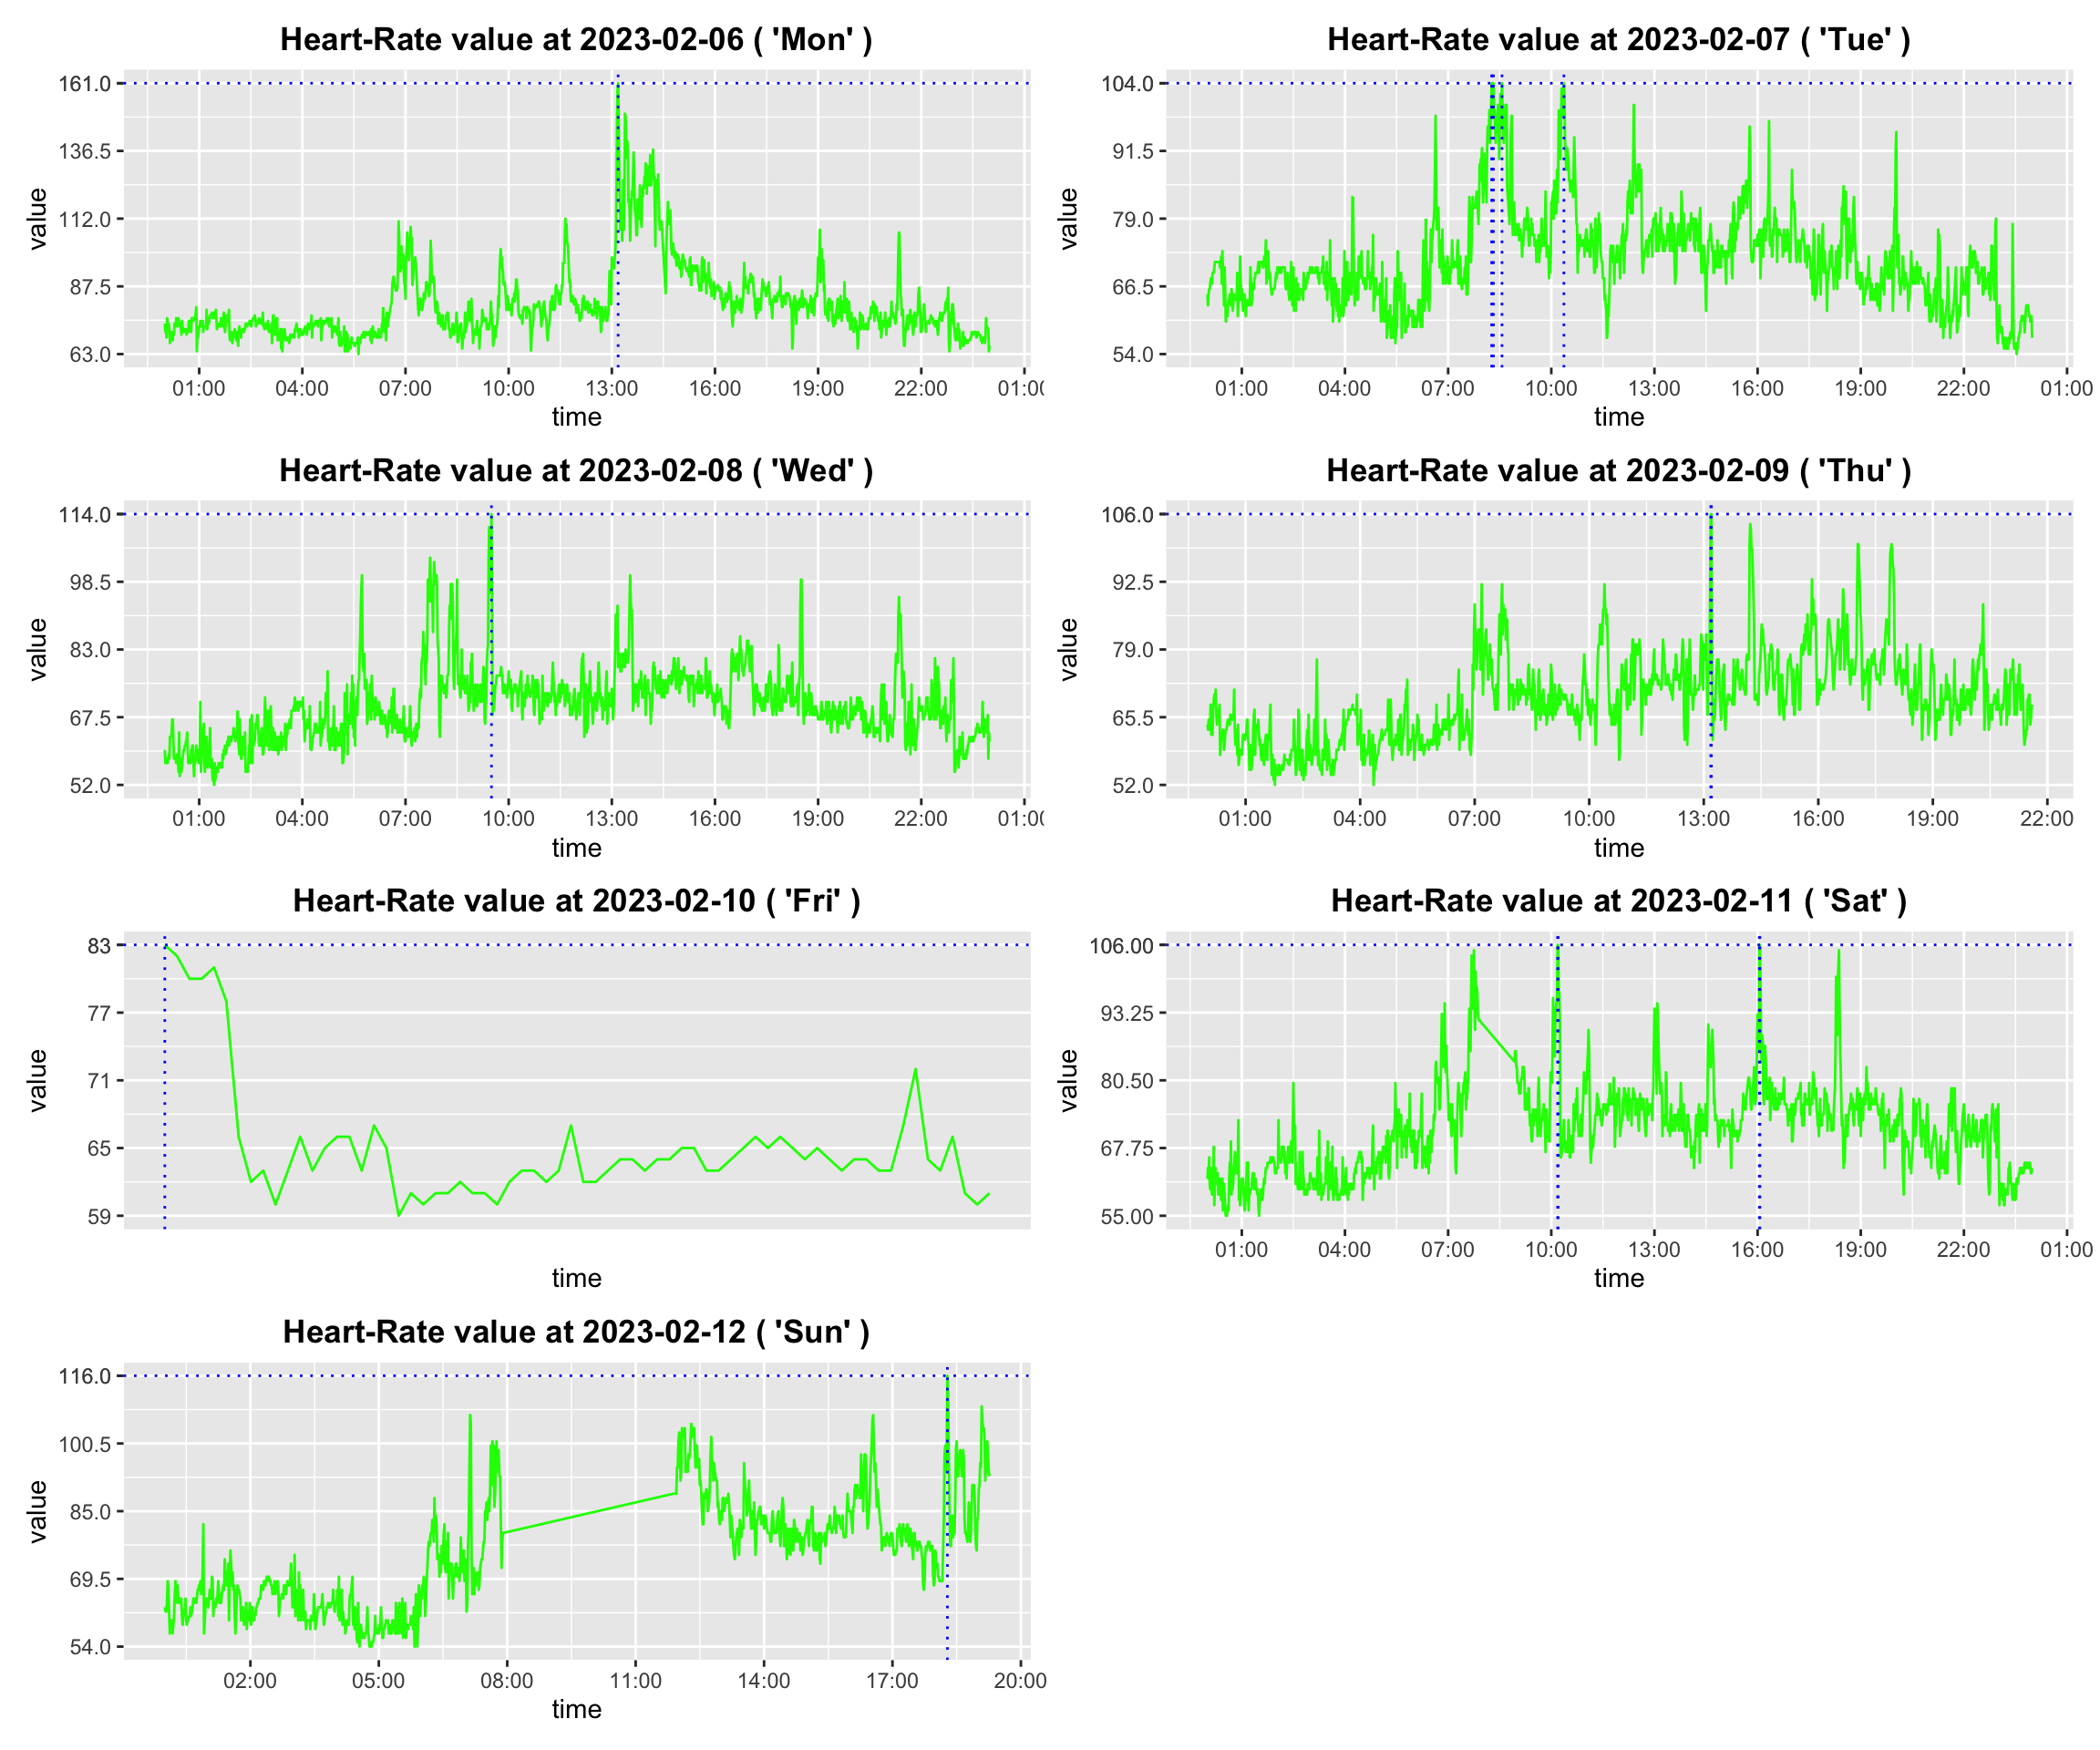 Heart-Rate value at 2023-02-06 ( 'Mon' )
161.0
136.5
112.0
87.5
63.0
value
01:00 04:00 07:00 10:00 13:00 16:00 19:00 22:00 01:00
time
Heart-Rate value at 2023-02-07 ( 'Tue' )
104.0
91.5
79.0
66.5
54.0
value
01:00 04:00 07:00 10:00 13:00 16:00 19:00 22:00 01:00
time
Heart-Rate value at 2023-02-08 ( 'Wed' )
114.0
98.5
83.0
67.5
52.0
value
01:00 04:00 07:00 10:00 13:00 16:00 19:00 22:00 01:00
time
Heart-Rate value at 2023-02-09 ( 'Thu' )
106.0
92.5
79.0
65.5
52.0
value
01:00 04:00 07:00 10:00 13:00 16:00 19:00 22:00
time
Heart-Rate value at 2023-02-10 ( 'Fri' )
83
77
71
65
59
value
time
Heart-Rate value at 2023-02-11 ( 'Sat' )
106.00
93.25
80.50
67.75
55.00
value
01:00 04:00 07:00 10:00 13:00 16:00 19:00 22:00 01:00
time
Heart-Rate value at 2023-02-12 ( 'Sun' )
116.0
100.5
85.0
69.5
54.0
value
02:00 05:00 08:00 11:00 14:00 17:00 20:00
time